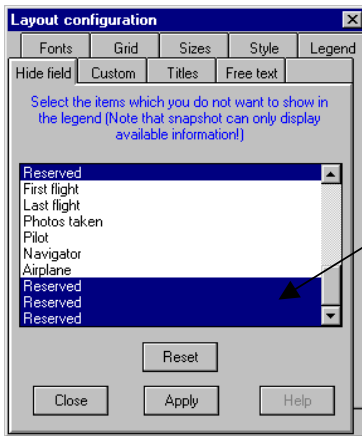 Layout configuration
Fonts Grid Sizes Style Legend
Hide field Custom Titles Free text
Select the items which you do not want to show in
the legend (Note that snapshot can only display
available information!)
Reserved
First flight
Last flight
Photos taken
Pilot
Navigator
Airplane
Reserved
Reserved
Reserved
Reset
Close Apply Help